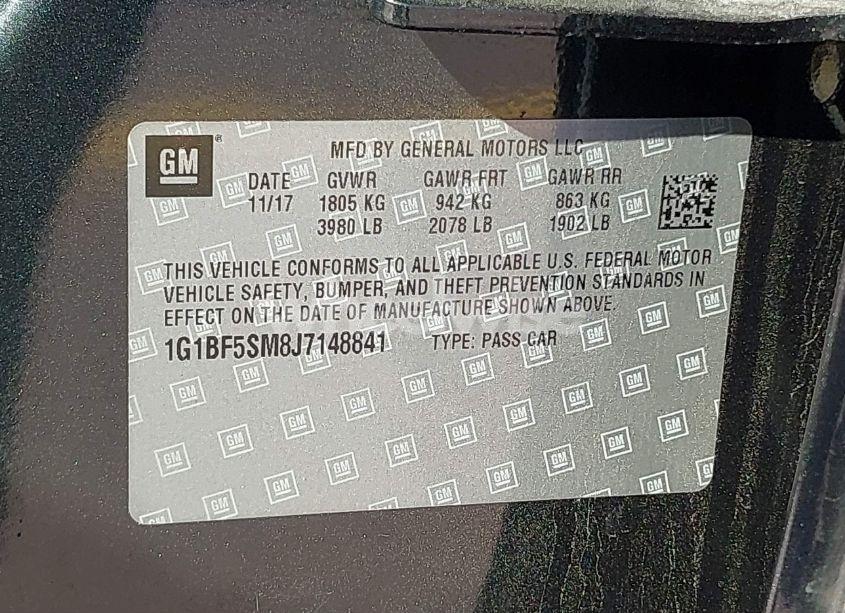 GM ®
MFD BY GENERAL MOTORS LLC
DATE GVWR GAWR FRT GAWR RR
11/17 1805 KG 942 KG 863 KG
3980 LB 2078 LB 1902 LB
THIS VEHICLE CONFORMS TO ALL APPLICABLE U.S. FEDERAL MOTOR
VEHICLE SAFETY, BUMPER, AND THEFT PREVENTION STANDARDS IN
EFFECT ON THE DATE OF MANUFACTURE SHOWN ABOVE.
1G1BF5SM8J7148841 TYPE: PASS CAR